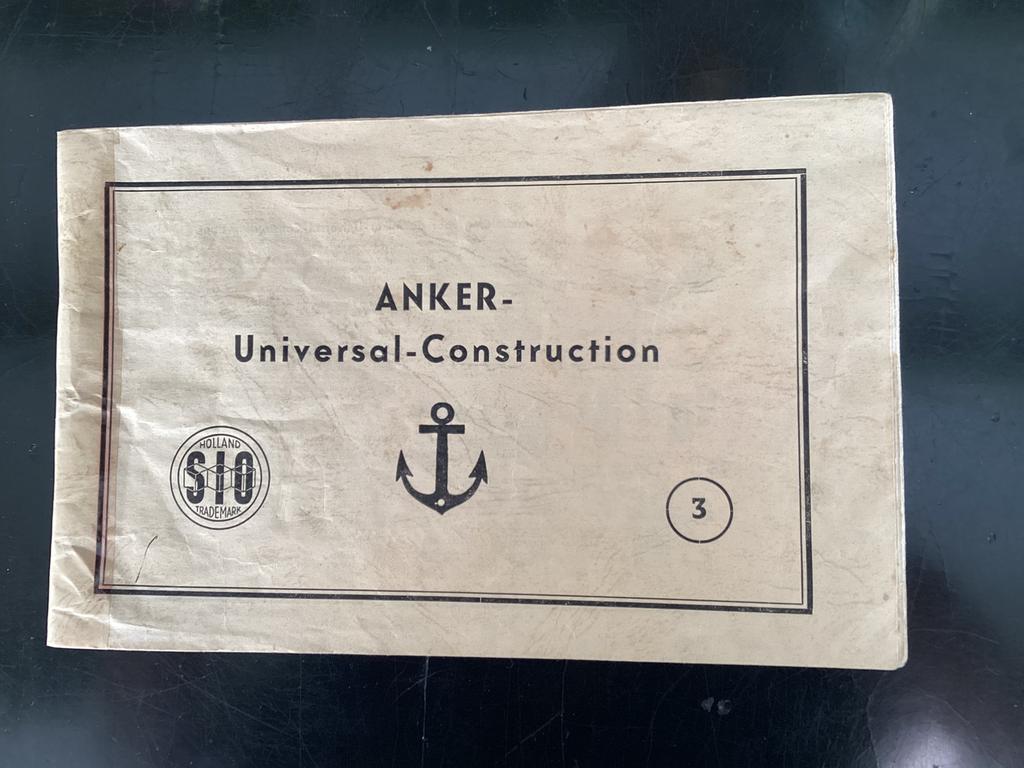 ANKER-
Universal-Construction
HOLLAND
SIO
TRADEMARK
3